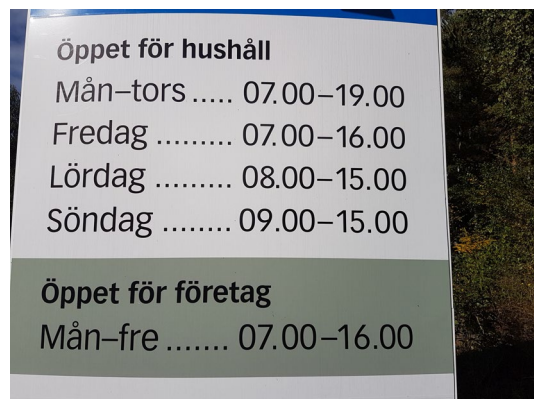 Öppet för hushåll
Mån–tors ..... 07.00–19.00
Fredag ......... 07.00–16.00
Lördag ......... 08.00–15.00
Söndag ........ 09.00–15.00
Öppet för företag
Mån–fre ....... 07.00–16.00